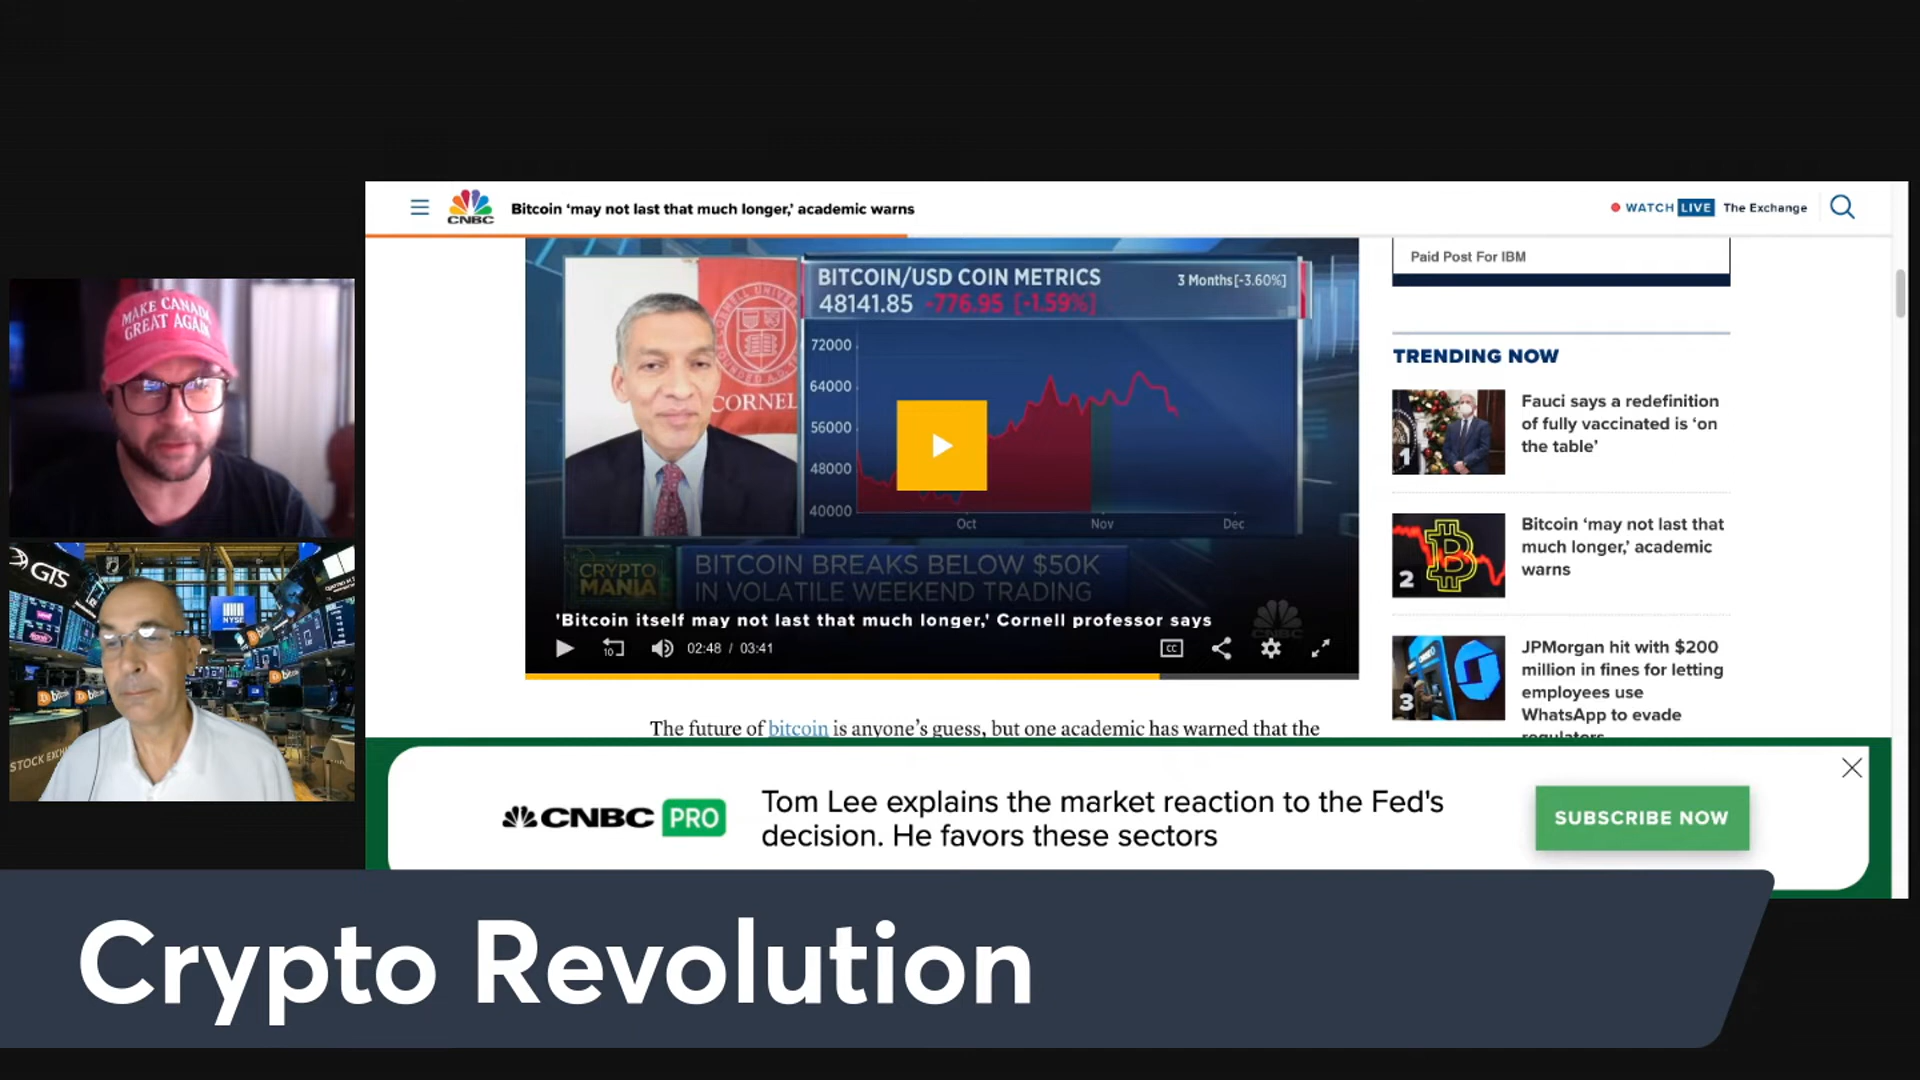 CNBC
Bitcoin ‘may not last that much longer,’ academic warns
WATCH LIVE The Exchange
MAKE CANADA
GREAT AGAIN
GTS
NYSE
STOCK EXCH
CORNEL
BITCOIN/USD COIN METRICS
3 Months[-3.60%]
48141.85 -776.95 [-1.59%]
72000
64000
56000
48000
40000
Oct
Nov
Dec
CRYPTO
MANIA
BITCOIN BREAKS BELOW $50K
IN VOLATILE WEEKEND TRADING
CNBC
'Bitcoin itself may not last that much longer,' Cornell professor says
10
02:48 / 03:41
CC
The future of bitcoin is anyone’s guess, but one academic has warned that the
Paid Post For IBM
TRENDING NOW
1
Fauci says a redefinition
of fully vaccinated is ‘on
the table’
2
Bitcoin ‘may not last that
much longer,’ academic
warns
3
JPMorgan hit with $200
million in fines for letting
employees use
WhatsApp to evade
regulators
CNBC PRO
Tom Lee explains the market reaction to the Fed's
decision. He favors these sectors
SUBSCRIBE NOW
Crypto Revolution